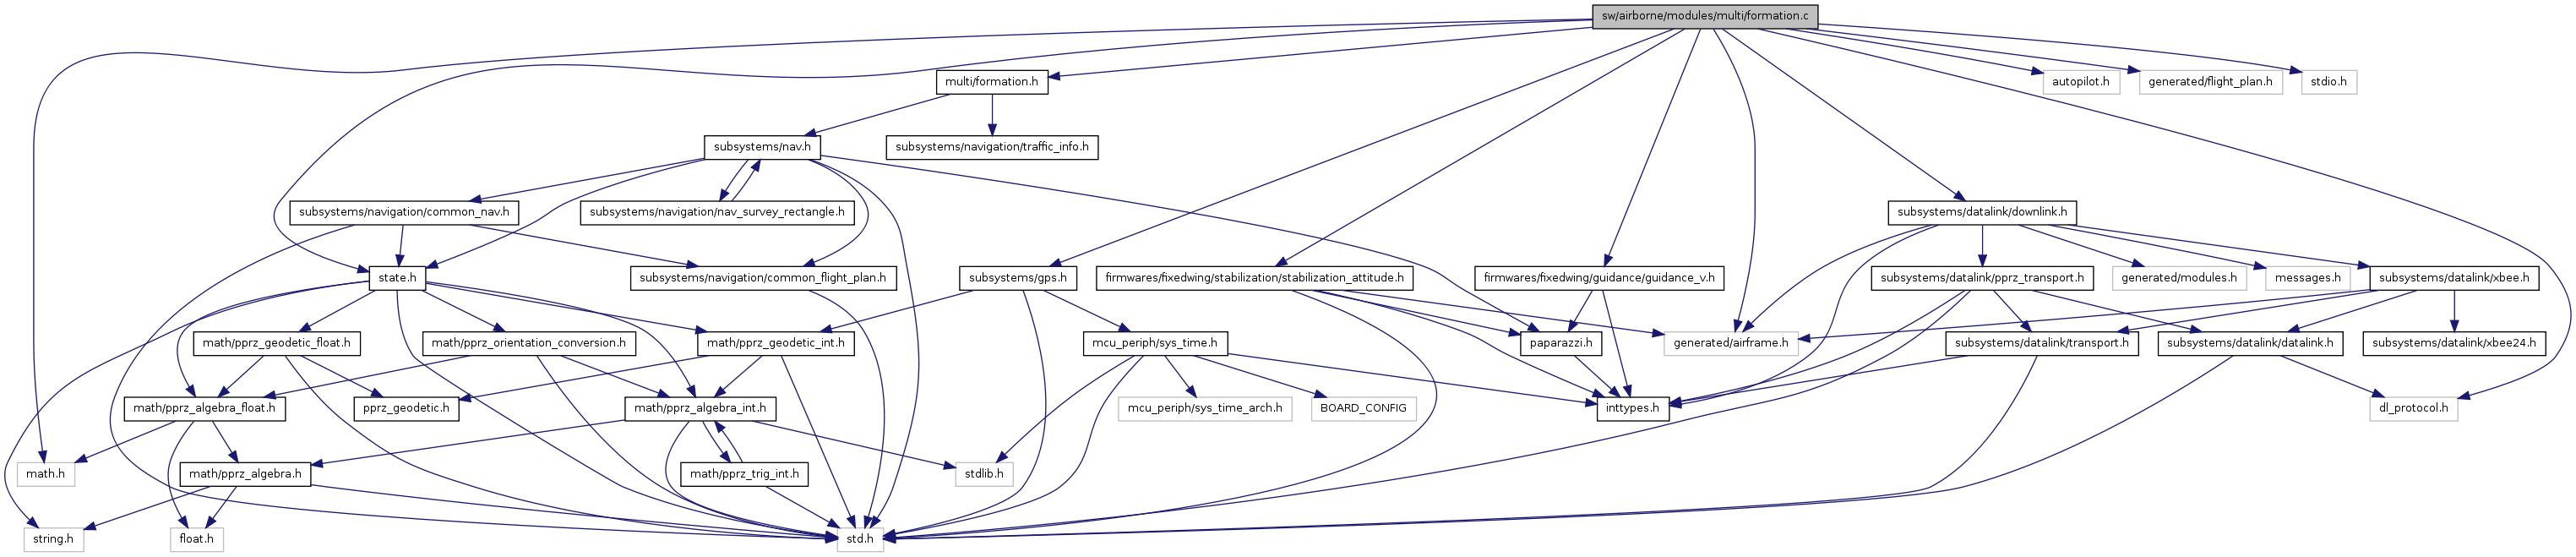 sw/airborne/modules/multi/formation.c
multi/formation.h
autopilot.h
generated/flight_plan.h
stdio.h
subsystems/nav.h
subsystems/navigation/traffic_info.h
subsystems/navigation/common_nav.h
subsystems/navigation/nav_survey_rectangle.h
subsystems/datalink/downlink.h
state.h
subsystems/navigation/common_flight_plan.h
subsystems/gps.h
firmwares/fixedwing/stabilization/stabilization_attitude.h
firmwares/fixedwing/guidance/guidance_v.h
subsystems/datalink/pprz_transport.h
generated/modules.h
messages.h
subsystems/datalink/xbee.h
math/pprz_geodetic_float.h
math/pprz_orientation_conversion.h
math/pprz_geodetic_int.h
mcu_periph/sys_time.h
paparazzi.h
generated/airframe.h
subsystems/datalink/transport.h
subsystems/datalink/datalink.h
subsystems/datalink/xbee24.h
math/pprz_algebra_float.h
pprz_geodetic.h
math/pprz_algebra_int.h
mcu_periph/sys_time_arch.h
BOARD_CONFIG
inttypes.h
dl_protocol.h
math.h
math/pprz_algebra.h
math/pprz_trig_int.h
stdlib.h
string.h
float.h
std.h